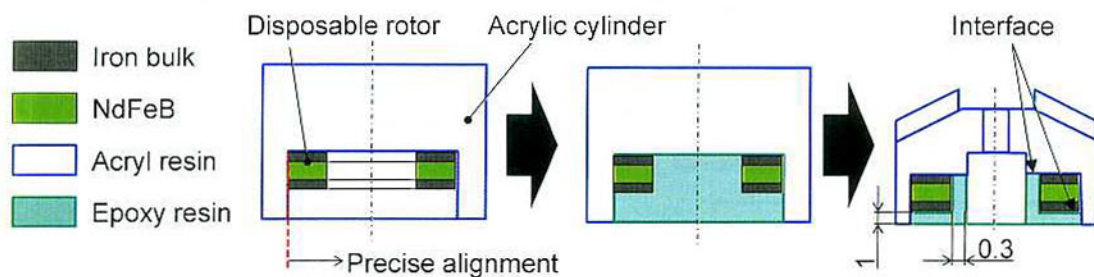 Disposable rotor
Acrylic cylinder
Interface
Iron bulk
NdFeB
Acryl resin
Epoxy resin
Precise alignment
1
0.3